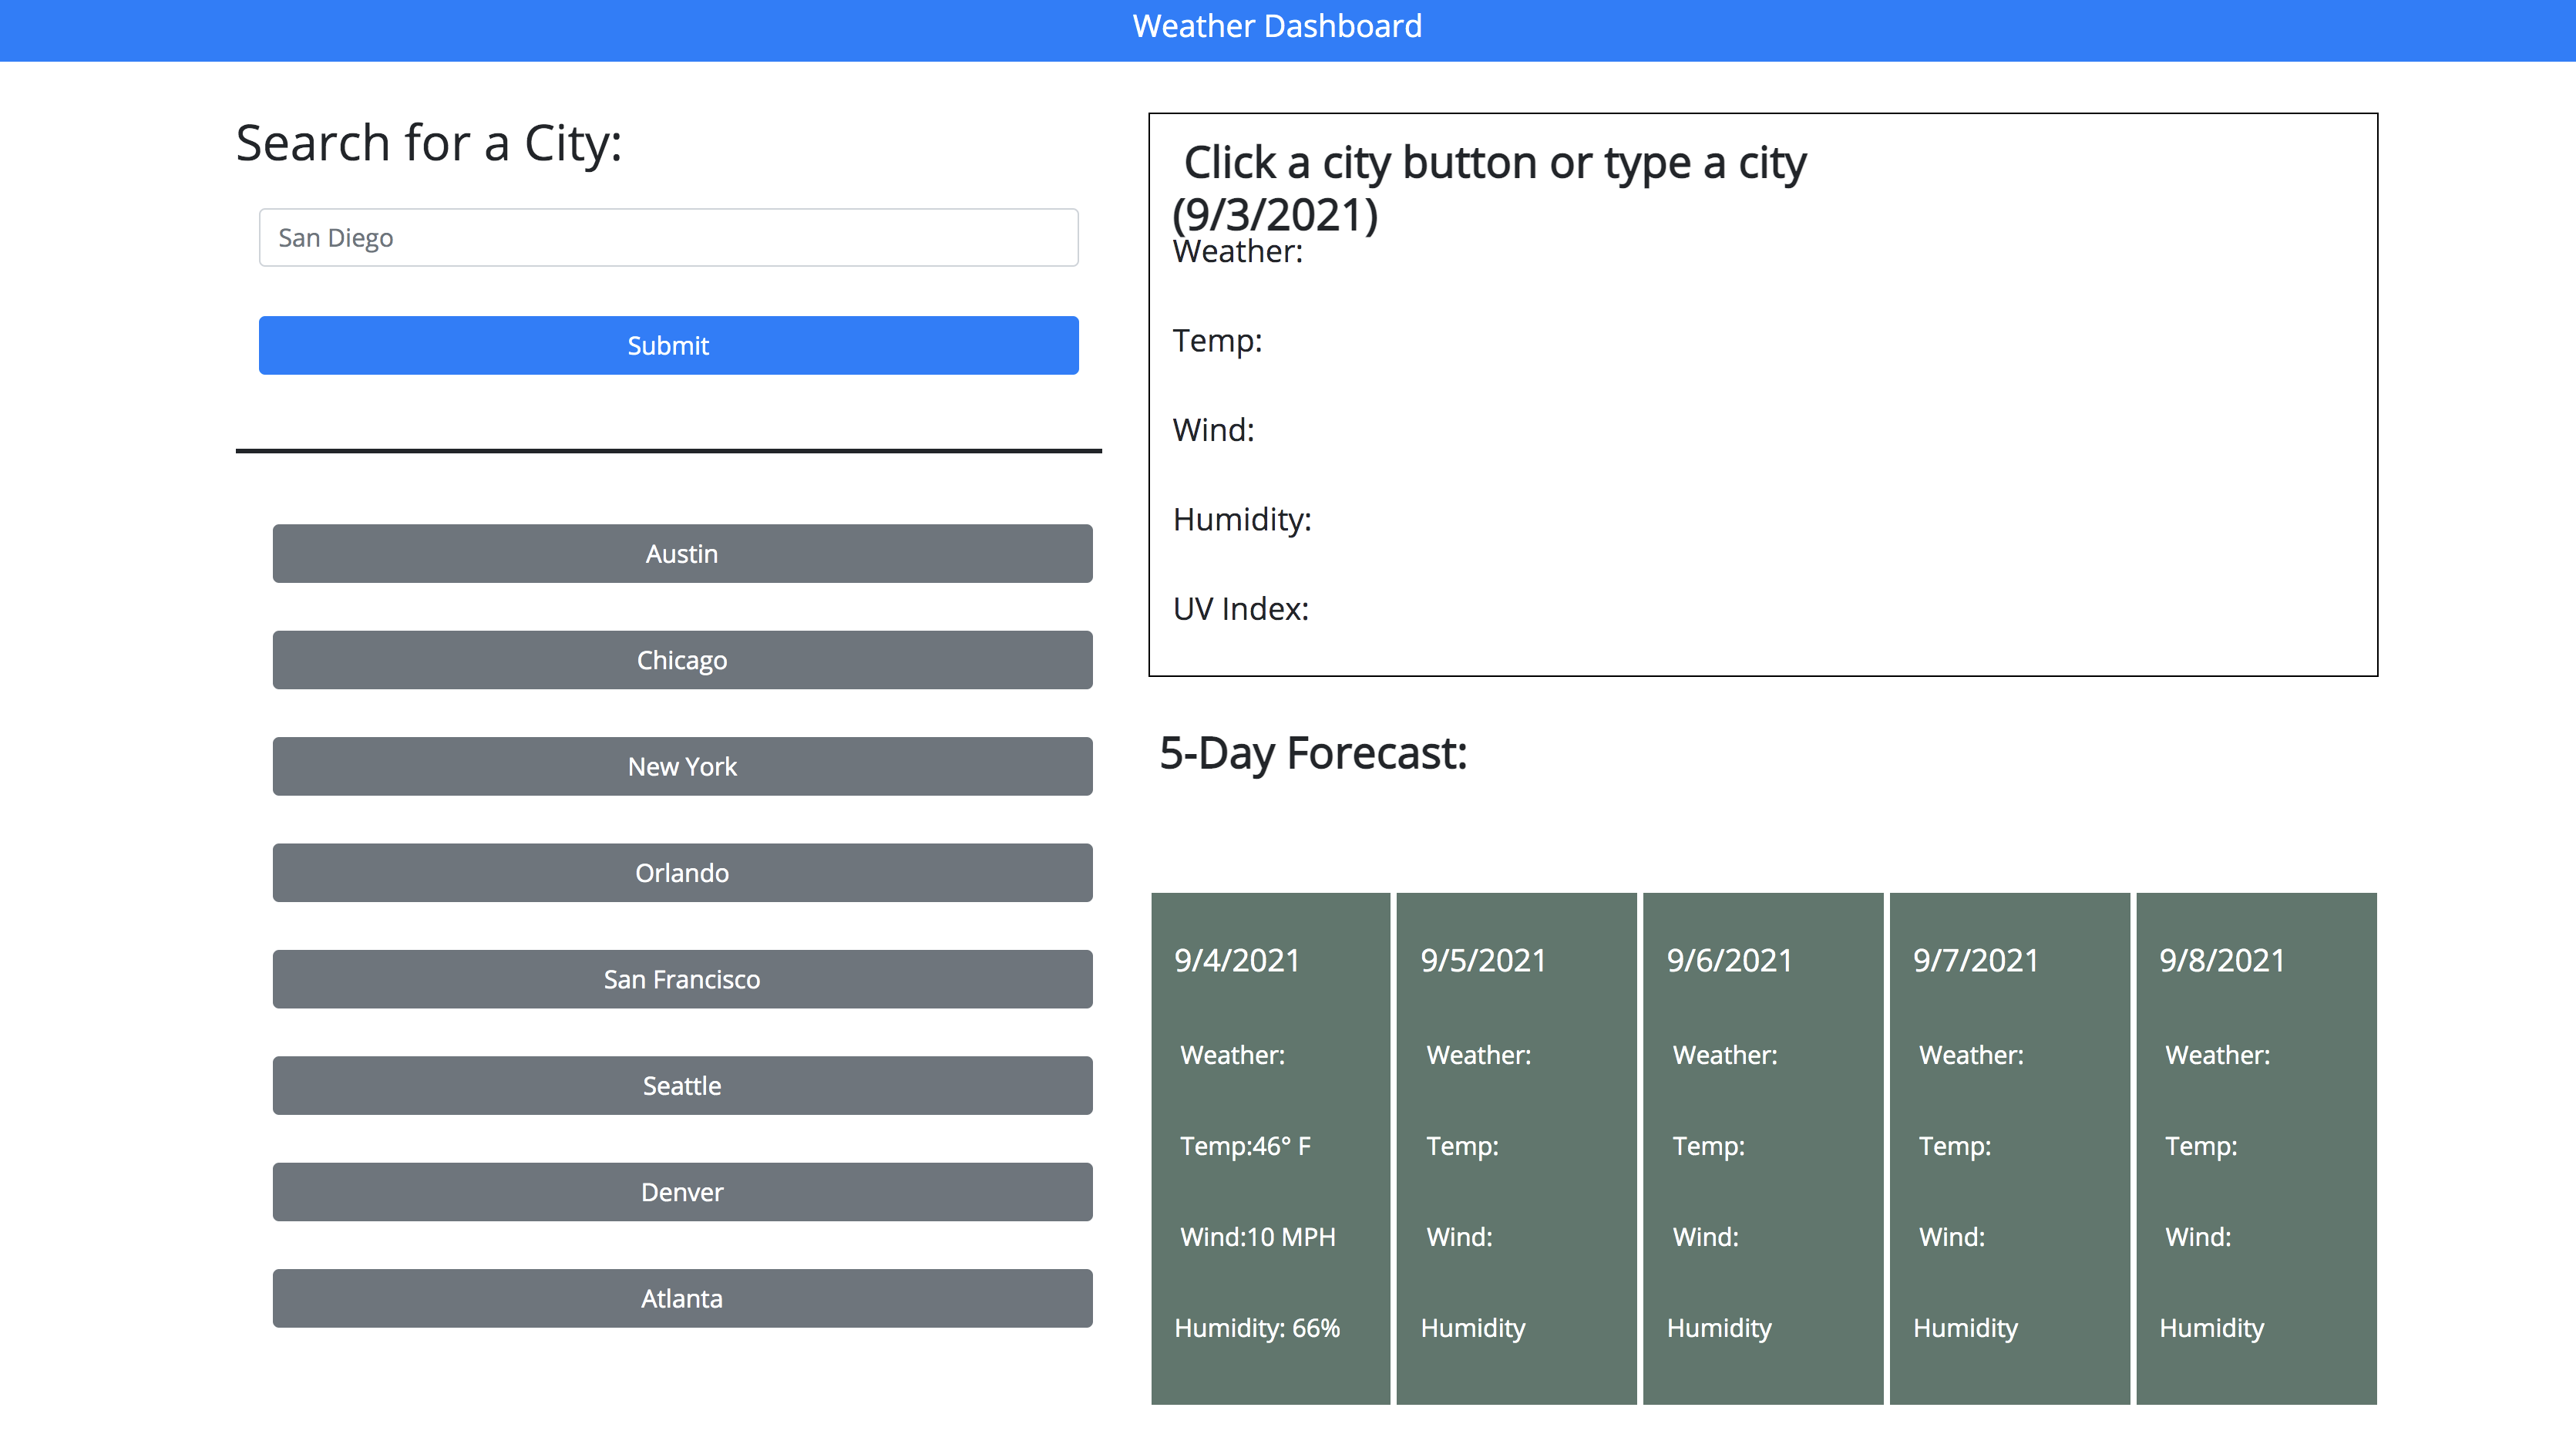 Weather Dashboard
Search for a City:
San Diego
Submit
Austin
Chicago
New York
Orlando
San Francisco
Seattle
Denver
Atlanta
Click a city button or type a city
(9/3/2021)
Weather:
Temp:
Wind:
Humidity:
UV Index:
5-Day Forecast:
9/4/2021
Weather:
Temp:46° F
Wind:10 MPH
Humidity: 66%
9/5/2021
Weather:
Temp:
Wind:
Humidity
9/6/2021
Weather:
Temp:
Wind:
Humidity
9/7/2021
Weather:
Temp:
Wind:
Humidity
9/8/2021
Weather:
Temp:
Wind:
Humidity